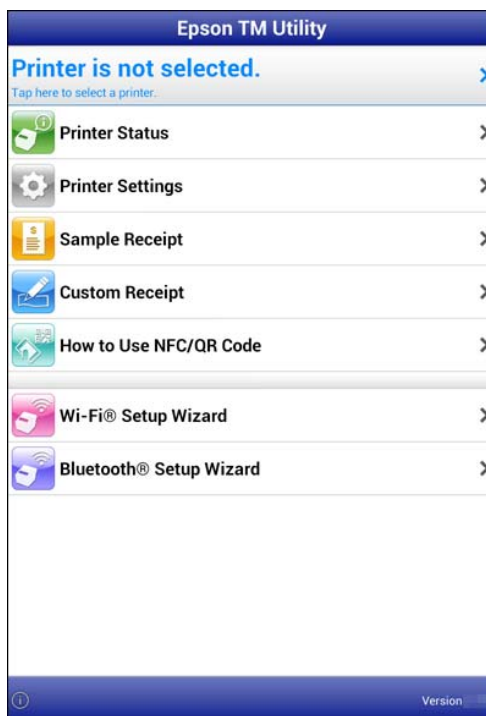 Epson TM Utility
Printer is not selected.
Tap here to select a printer.
Printer Status
Printer Settings
Sample Receipt
Custom Receipt
How to Use NFC/QR Code
Wi-Fi® Setup Wizard
Bluetooth® Setup Wizard
Version